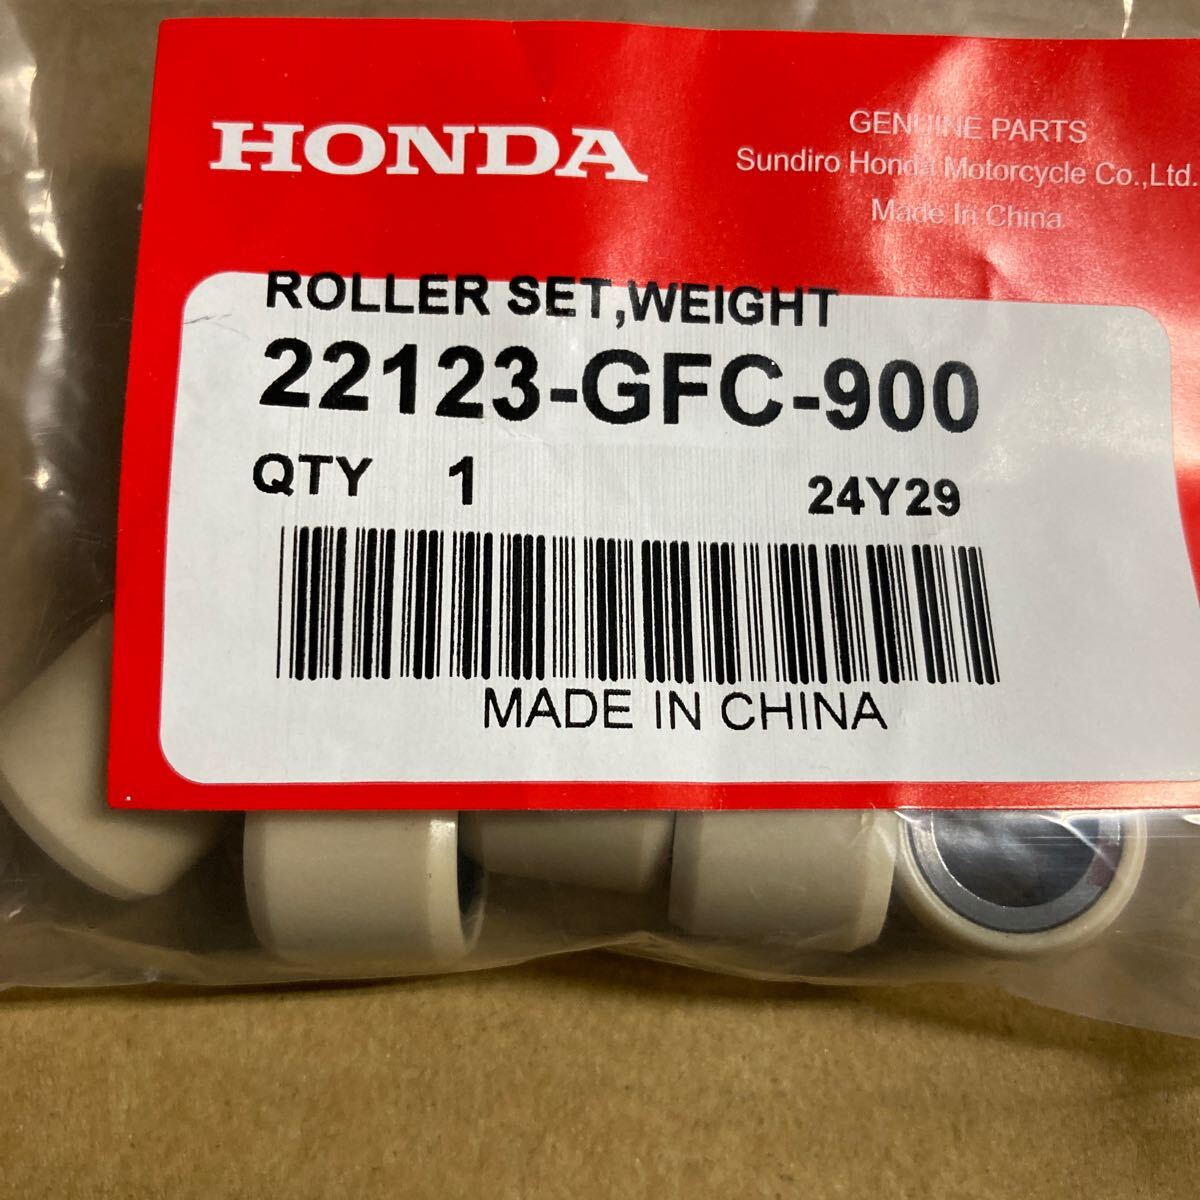 HONDA
GENUINE PARTS
Sundiro Honda Motorcycle Co.,Ltd.
Made In China
ROLLER SET,WEIGHT
22123-GFC-900
QTY 1 24Y29
MADE IN CHINA